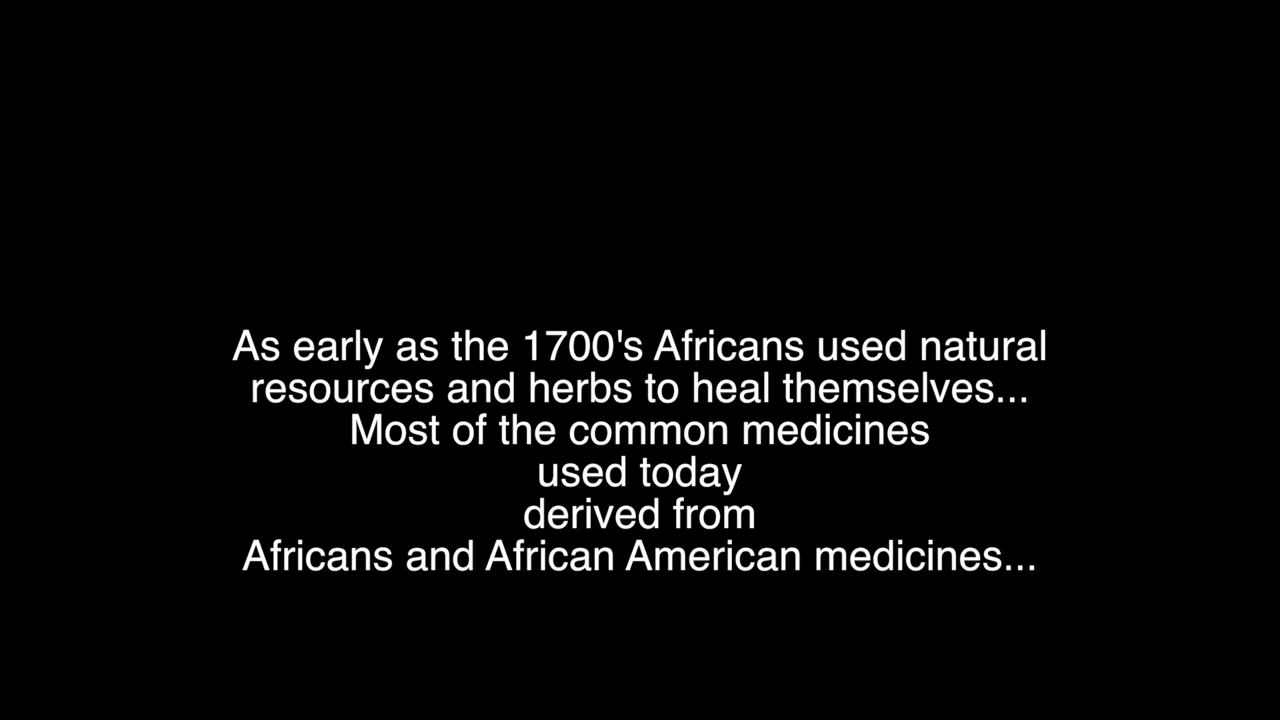 As early as the 1700's Africans used natural
resources and herbs to heal themselves...
Most of the common medicines
used today
derived from
Africans and African American medicines...